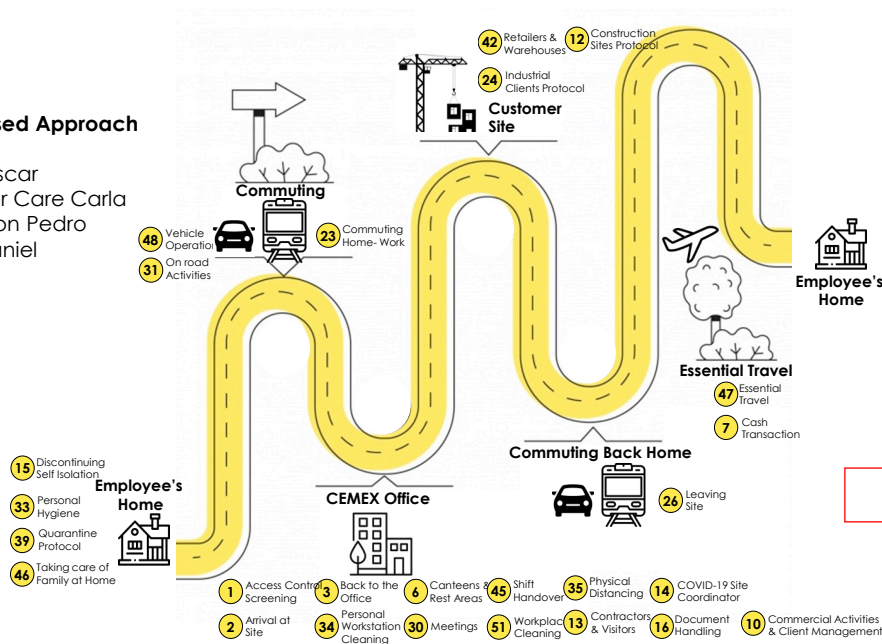 sed Approach
scar
r Care Carla
on Pedro
niel
42 Retailers &
Warehouses
12 Construction
Sites Protocol
24 Industrial
Clients Protocol
Customer
Site
Commuting
48 Vehicle
Operation
31 On road
Activities
23 Commuting
Home- Work
Employee's
Home
Essential Travel
47 Essential
Travel
7 Cash
Transaction
Commuting Back Home
26 Leaving
Site
15 Discontinuing
Self Isolation
33 Personal
Hygiene
39 Quarantine
Protocol
46 Taking care of
Family at Home
Employee's
Home
CEMEX Office
1 Access Control
Screening
3 Back to the
Office
6 Canteens &
Rest Areas
45 Shift
Handover
35 Physical
Distancing
14 COVID-19 Site
Coordinator
2 Arrival at
Site
34 Personal
Workstation
Cleaning
30 Meetings
51 Workplac
Cleaning
13 Contractors
& Visitors
16 Document
Handling
10 Commercial Activities
& Client Management